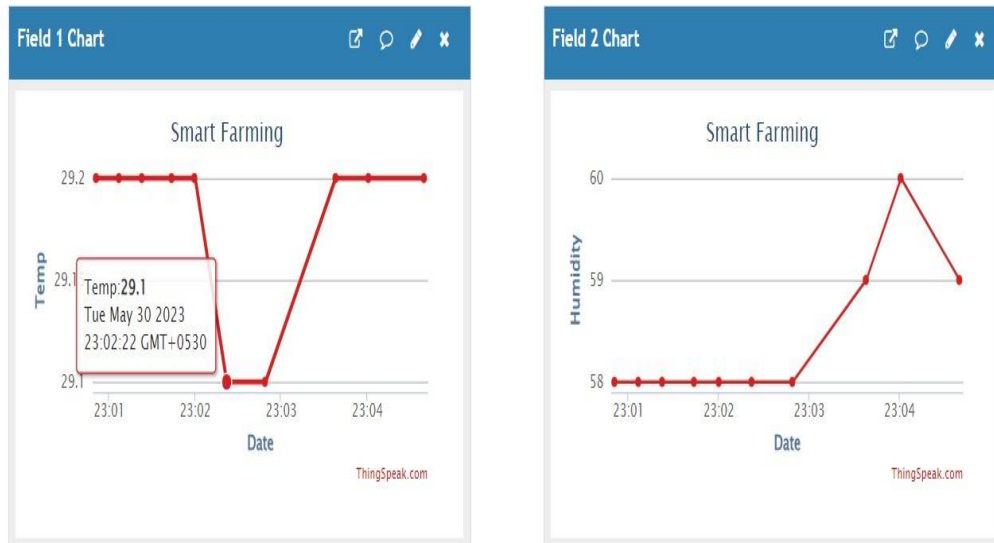 Field 1 Chart
Smart Farming
29.2
29.1
29.1
Temp
Temp:29.1
Tue May 30 2023
23:02:22 GMT+0530
23:01 23:02 23:03 23:04
Date
ThingSpeak.com
Field 2 Chart
Smart Farming
60
59
58
Humidity
23:01 23:02 23:03 23:04
Date
ThingSpeak.com